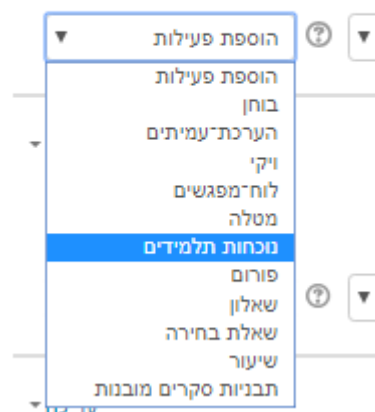 הוספת פעילות
הוספת פעילות
בוחן
הערכת־עמיתים
ויקי
לוח־מפגשים
מטלה
נוכחות תלמידים
פורום
שאלון
שאלת בחירה
שיעור
תבניות סקרים מובנות